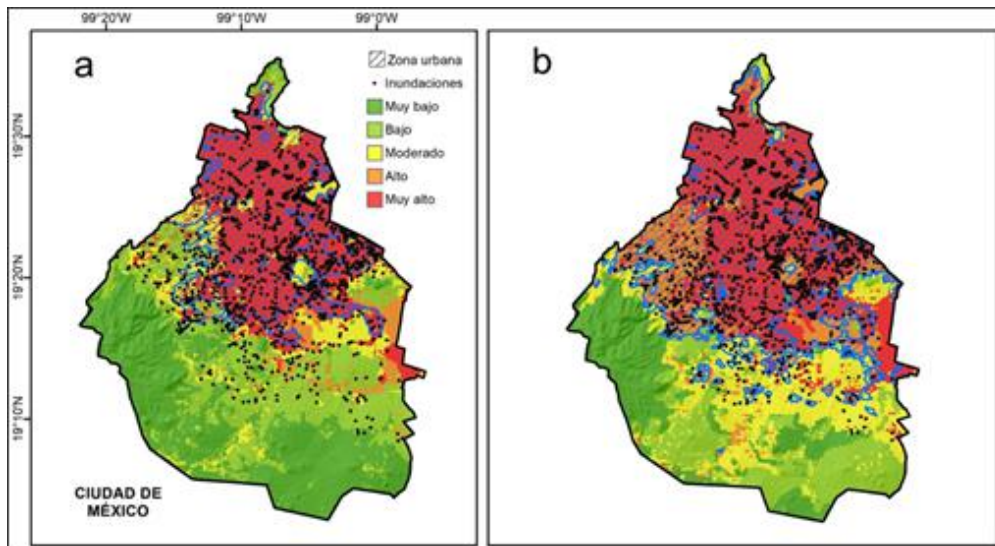 99°20'W 99°10'W 99°0'W
a
Zona urbana
Inundaciones
Muy bajo
Bajo
Moderado
Alto
Muy alto
19°30'N
19°20'N
19°10'N
CIUDAD DE
MÉXICO
b